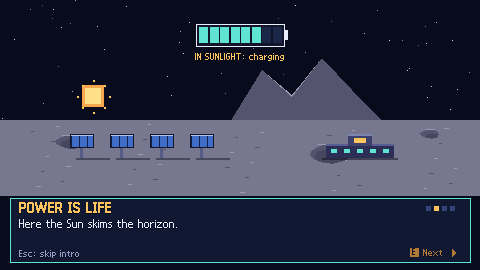 IN SUNLIGHT: charging
POWER IS LIFE
Here the Sun skims the horizon.
Esc: skip intro
E Next